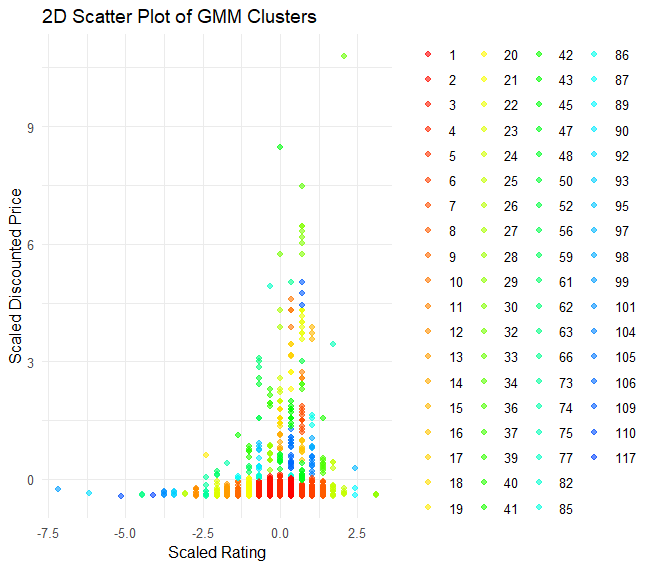 2D Scatter Plot of GMM Clusters
Scaled Discounted Price
9
6
3
0
-7.5 -5.0 -2.5 0.0 2.5
Scaled Rating
1 20 42 86
2 21 43 87
3 22 45 89
4 23 47 90
5 24 48 92
6 25 50 93
7 26 52 95
8 27 56 97
9 28 59 98
10 29 61 99
11 30 62 101
12 32 63 104
13 33 66 105
14 34 73 106
15 36 74 109
16 37 75 110
17 39 77 117
18 40 82
19 41 85